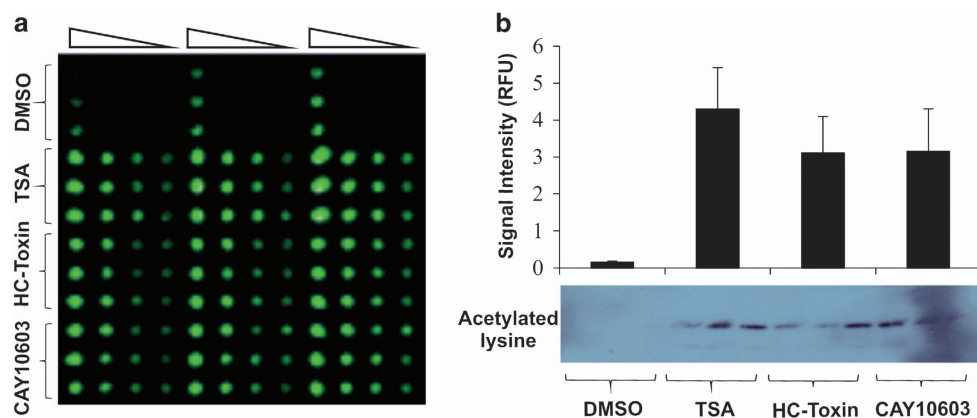 a
DMSO
TSA
HC-Toxin
CAY10603
b
Signal Intensity (RFU)
6
5
4
3
2
1
0
Acetylated
lysine
DMSO TSA HC-Toxin CAY10603